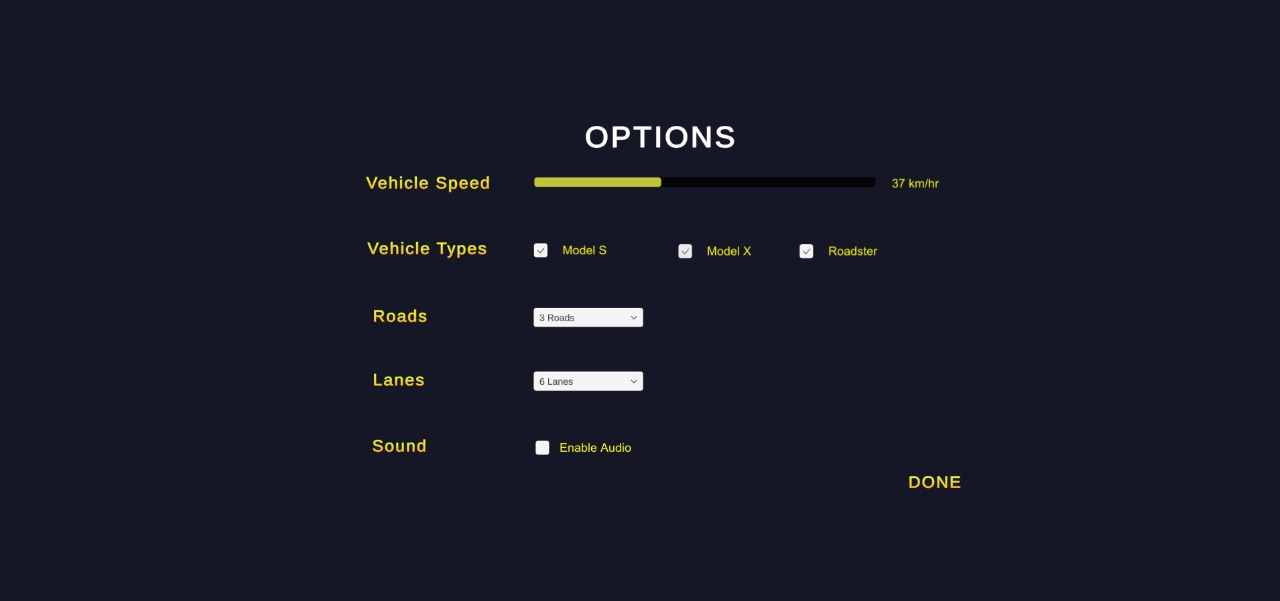 OPTIONS
Vehicle Speed 37 km/hr
Vehicle Types Model S Model X Roadster
Roads 3 Roads
Lanes 6 Lanes
Sound Enable Audio
DONE